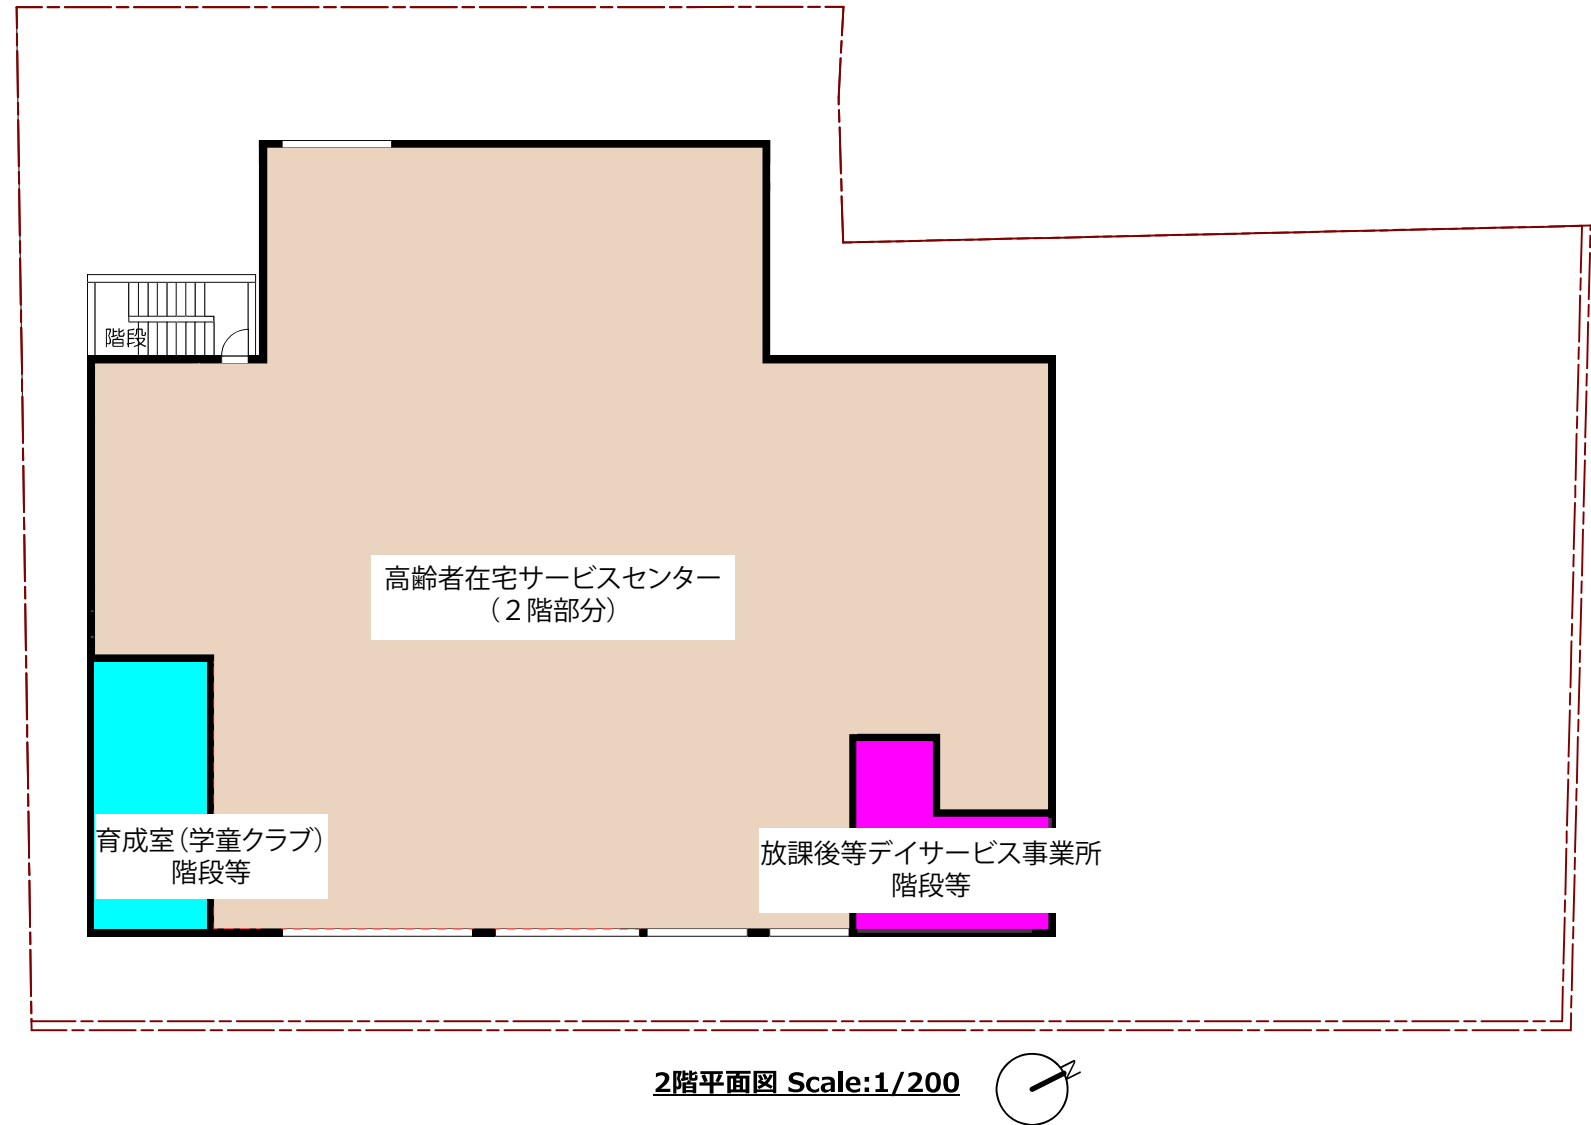 階段
高齢者在宅サービスセンター
（２階部分）
育成室（学童クラブ）
階段等
放課後等デイサービス事業所
階段等
2階平面図 Scale:1/200
N